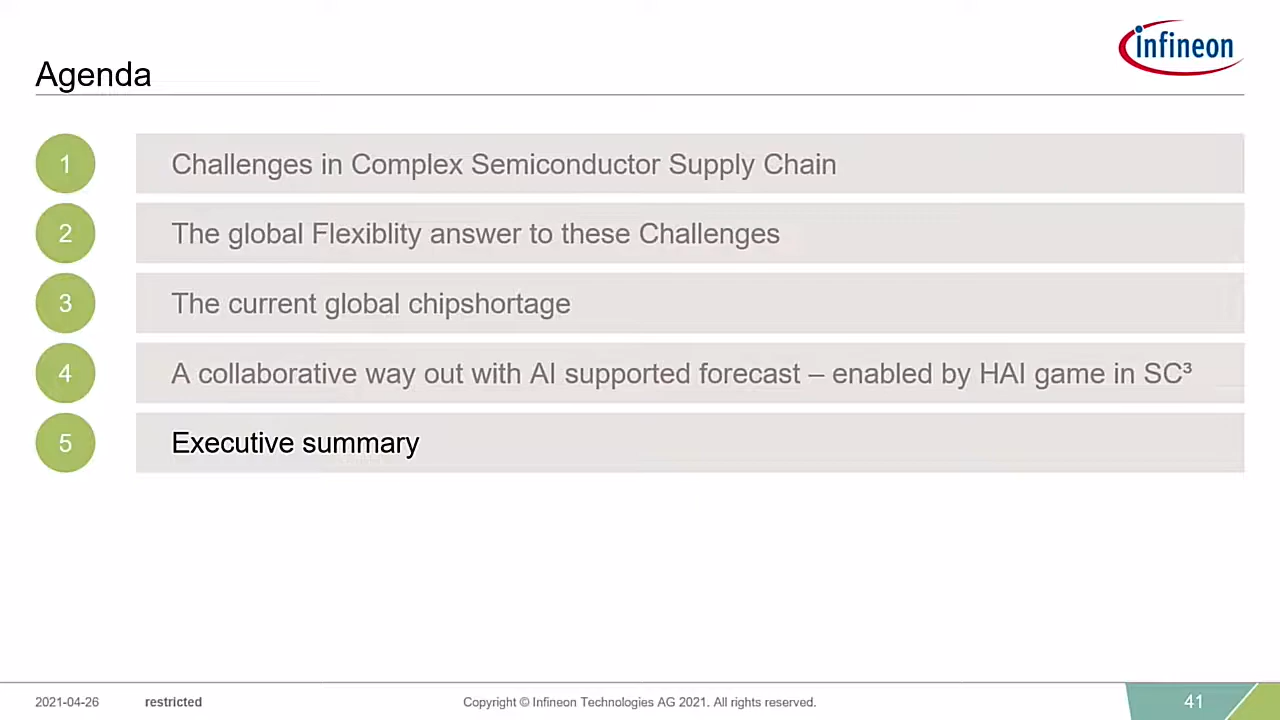 infineon
Agenda
1 Challenges in Complex Semiconductor Supply Chain
2 The global Flexiblity answer to these Challenges
3 The current global chipshortage
4 A collaborative way out with AI supported forecast – enabled by HAI game in SC³
5 Executive summary
2021-04-26 restricted Copyright © Infineon Technologies AG 2021. All rights reserved. 41